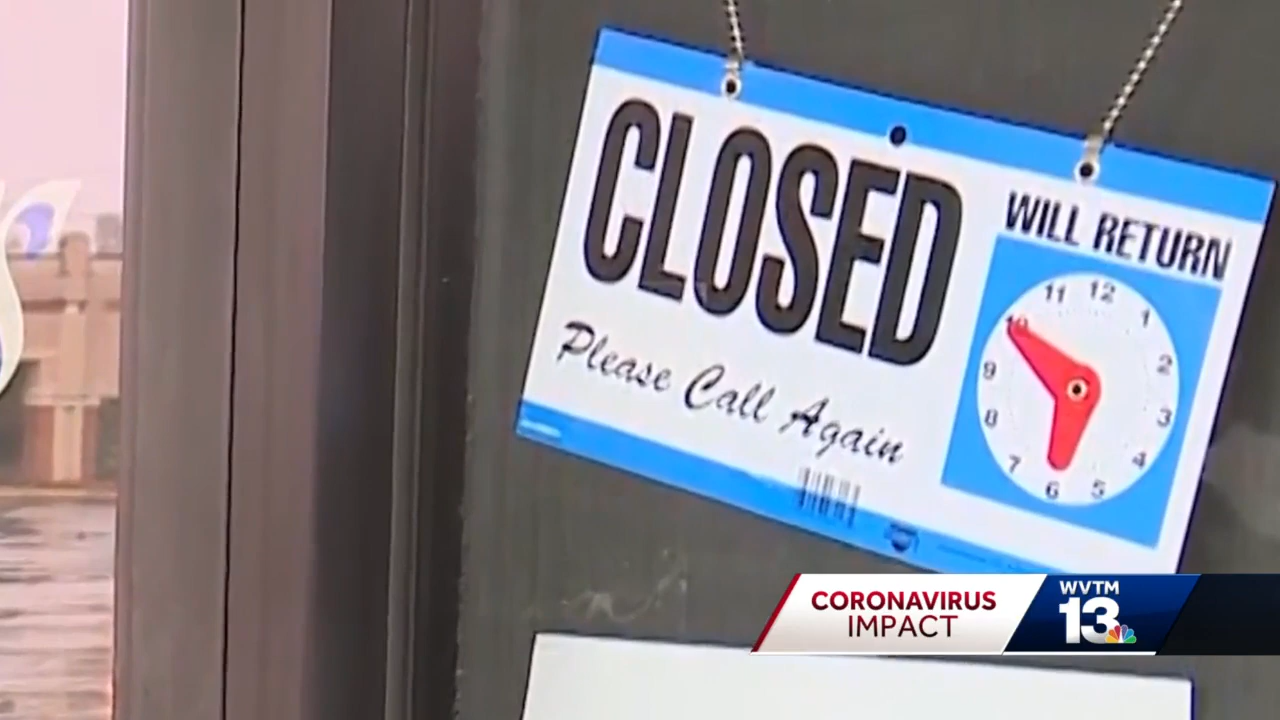 CLOSED
Please Call Again
WILL RETURN
11 12 1
10 2
9 3
8 4
7 6 5
CORONAVIRUS
IMPACT
WVTM
13